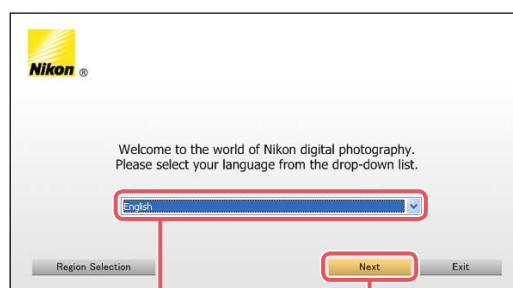 Nikon ®
Welcome to the world of Nikon digital photography.
Please select your language from the drop-down list.
English
Region Selection
Next
Exit